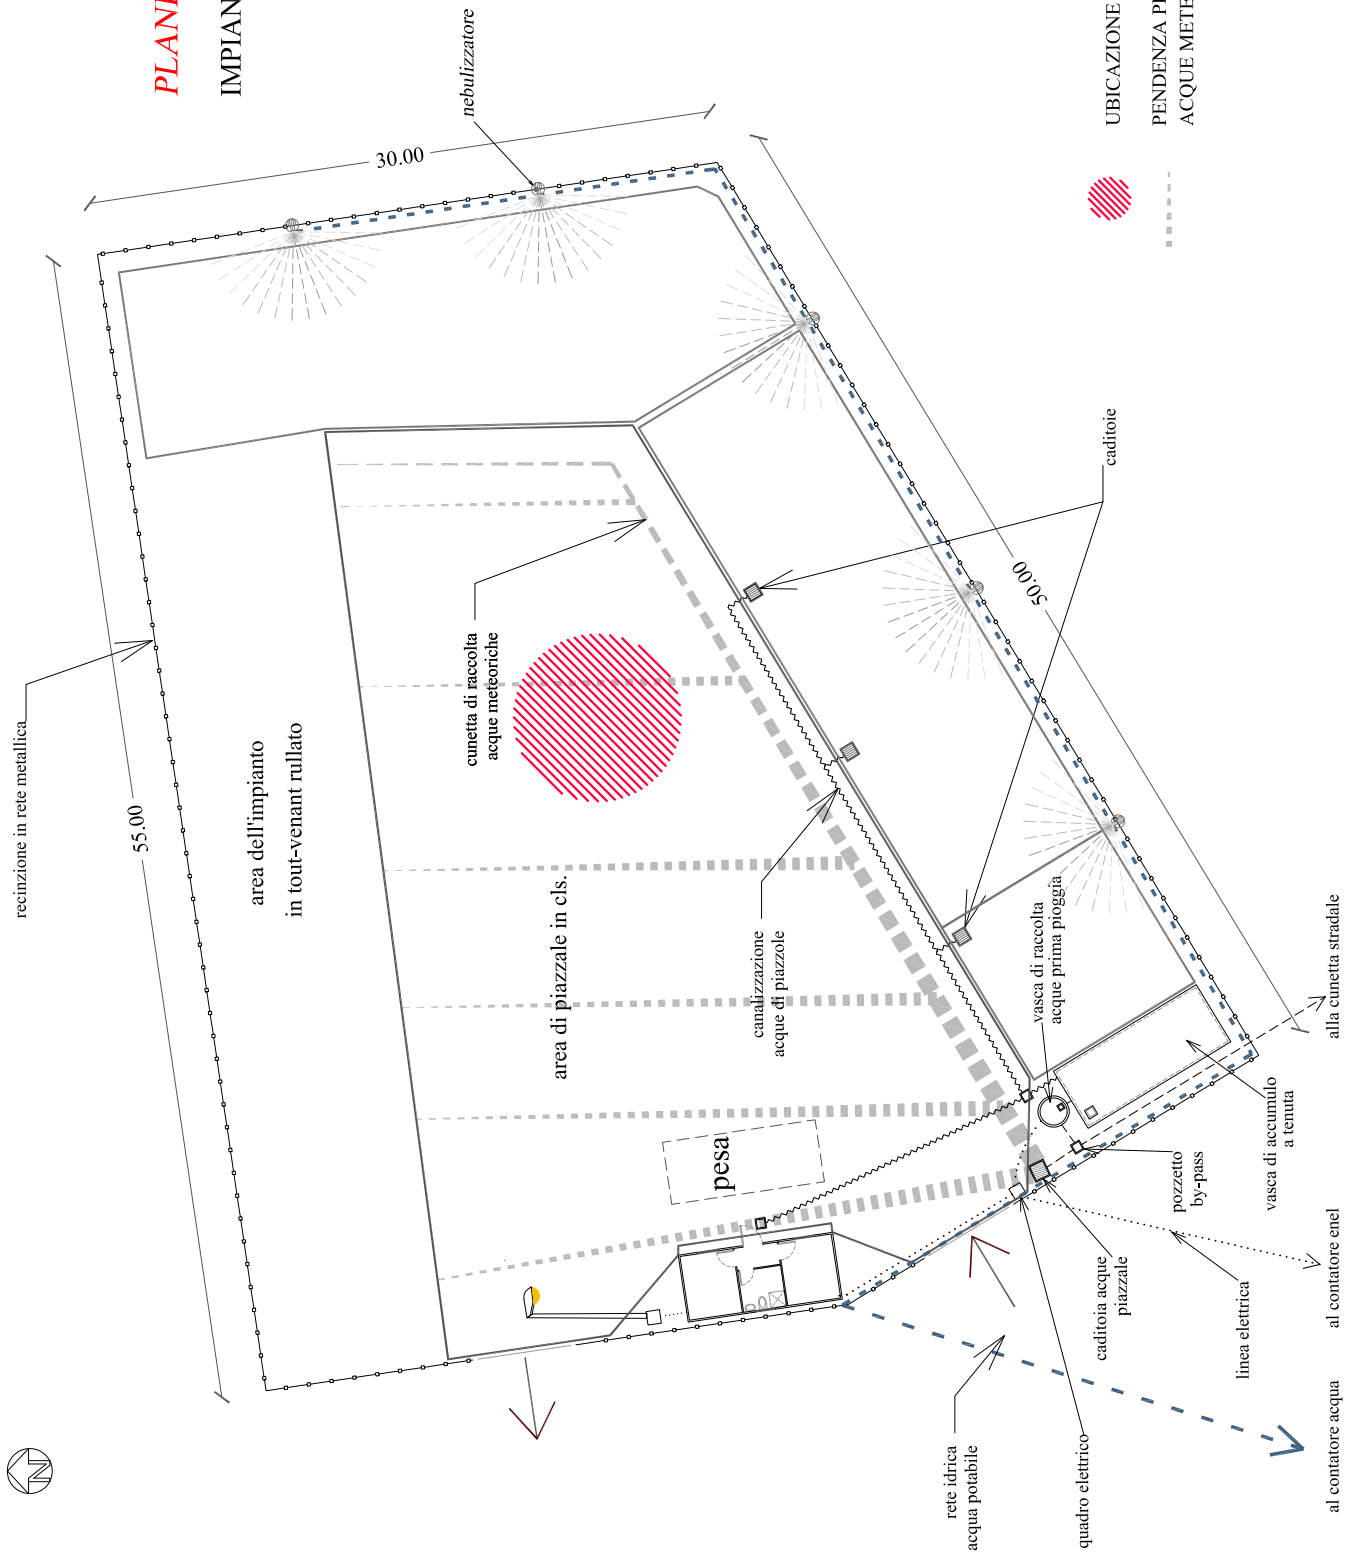 PLANI
IMPIAN
nebulizzatore
30.00
UBICAZIONE
PENDENZA PI
ACQUE METE
recinzione in rete metallica
55.00
area dell'impianto
in tout-venant rullato
cunetta di raccolta
acque meteoriche
caditoie
50.00
area di piazzale in cls.
canalizzazione
acque di piazzole
vasca di raccolta
acque prima pioggia
alla cunetta stradale
pesa
pozzetto
by-pass
vasca di accumulo
a tenuta
caditoia acque
piazzale
linea elettrica
al contatore enel
rete idrica
acqua potabile
quadro elettrico
al contatore acqua
N